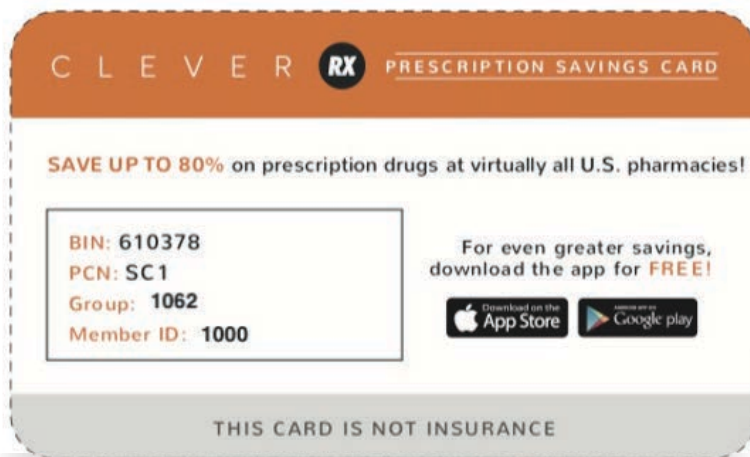 CLEVER RX PRESCRIPTION SAVINGS CARD
SAVE UP TO 80% on prescription drugs at virtually all U.S. pharmacies!
BIN: 610378
PCN: SC1
Group: 1062
Member ID: 1000
For even greater savings,
download the app for FREE!
Download on the
App Store
Google play
THIS CARD IS NOT INSURANCE